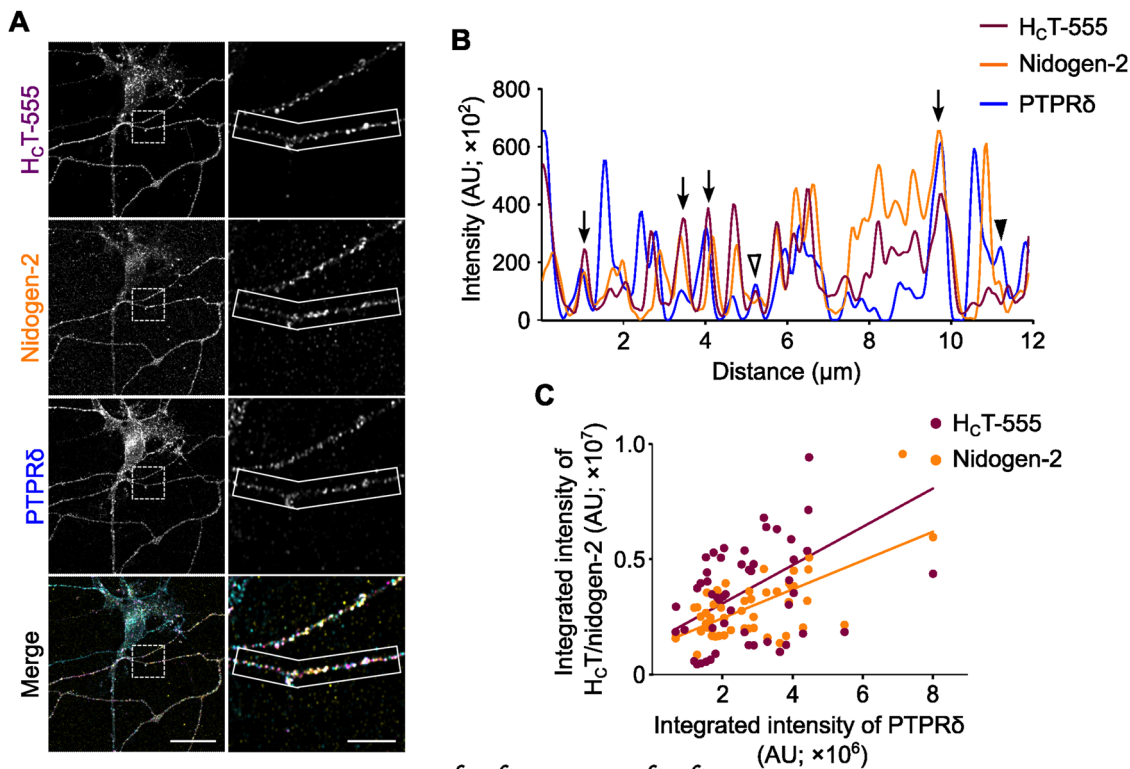 A
HCT-555
Nidogen-2
PTPRδ
Merge
B
HCT-555
Nidogen-2
PTPRδ
Intensity (AU; ×10²)
800
600
400
200
0
2
4
6
8
10
12
Distance (µm)
C
HCT-555
Nidogen-2
Integrated intensity of
HCT/nidogen-2 (AU; ×10⁷)
1.0
0.5
0
2
4
6
8
Integrated intensity of PTPRδ
(AU; ×10⁶)